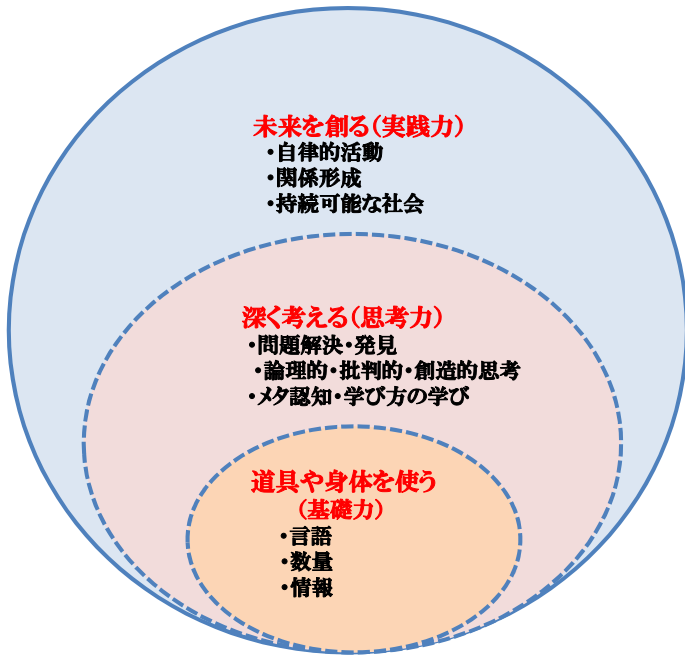 未来を創る(実践力)
・自律的活動
・関係形成
・持続可能な社会
深く考える(思考力)
・問題解決・発見
・論理的・批判的・創造的思考
・メタ認知・学び方の学び
道具や身体を使う
(基礎力)
・言語
・数量
・情報